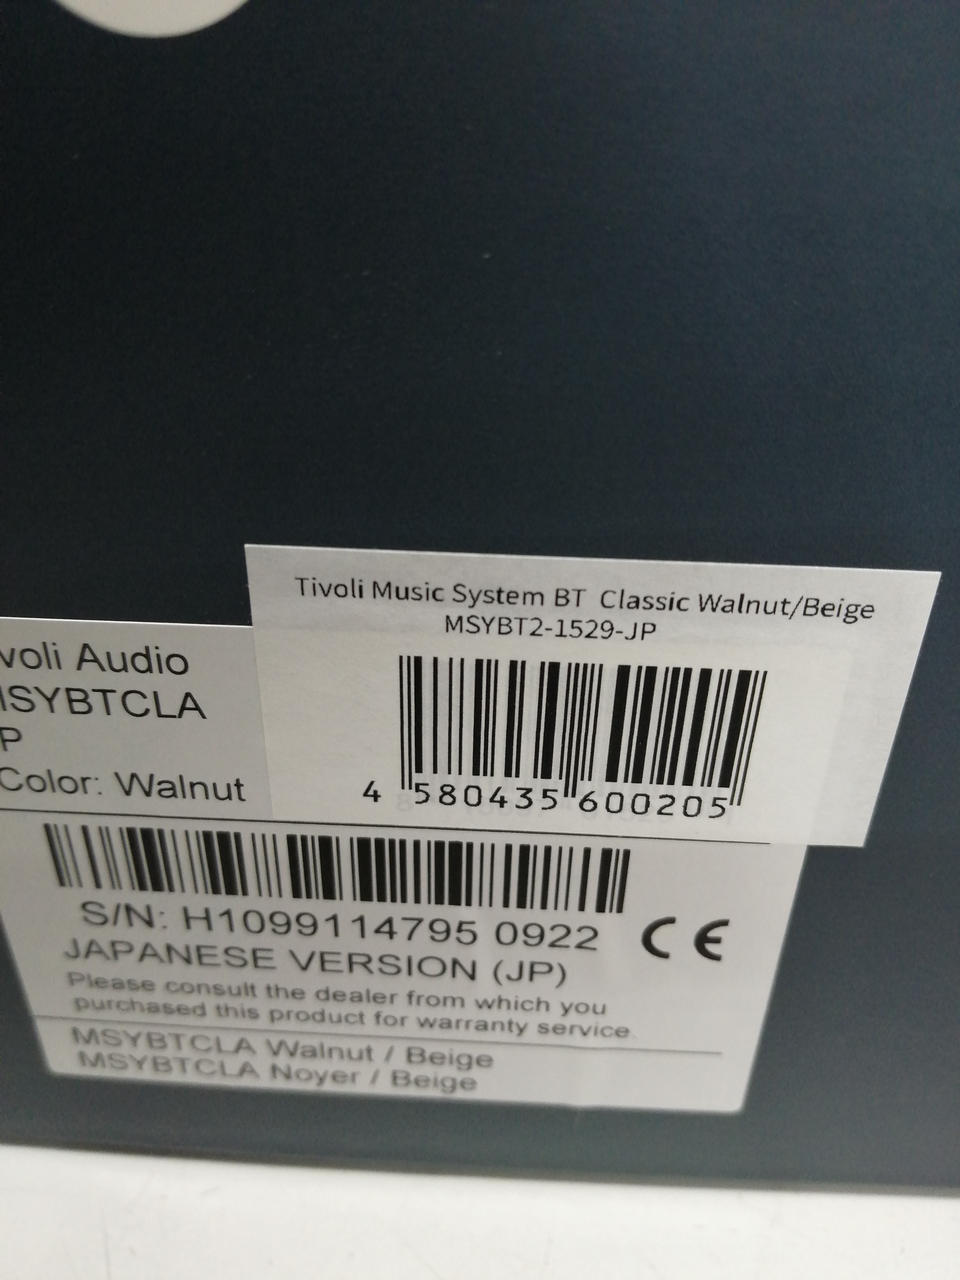 Tivoli Music System BT Classic Walnut/Beige
MSYBT2-1529-JP
4 580435 600205
voli Audio
ISYBTCLA
P
Color: Walnut
S/N: H1099114795 0922
CE
JAPANESE VERSION (JP)
Please consult the dealer from which you
purchased this product for warranty service.
MSYBTCLA Walnut / Beige
MSYBTCLA Noyer / Beige